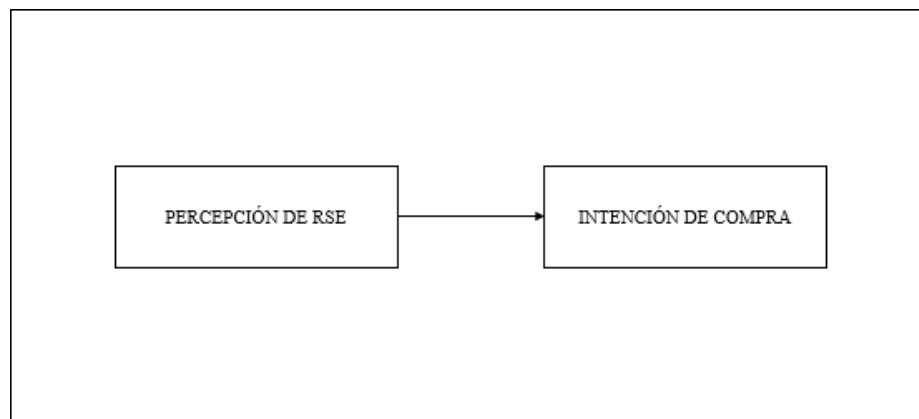 PERCEPCIÓN DE RSE
INTENCIÓN DE COMPRA